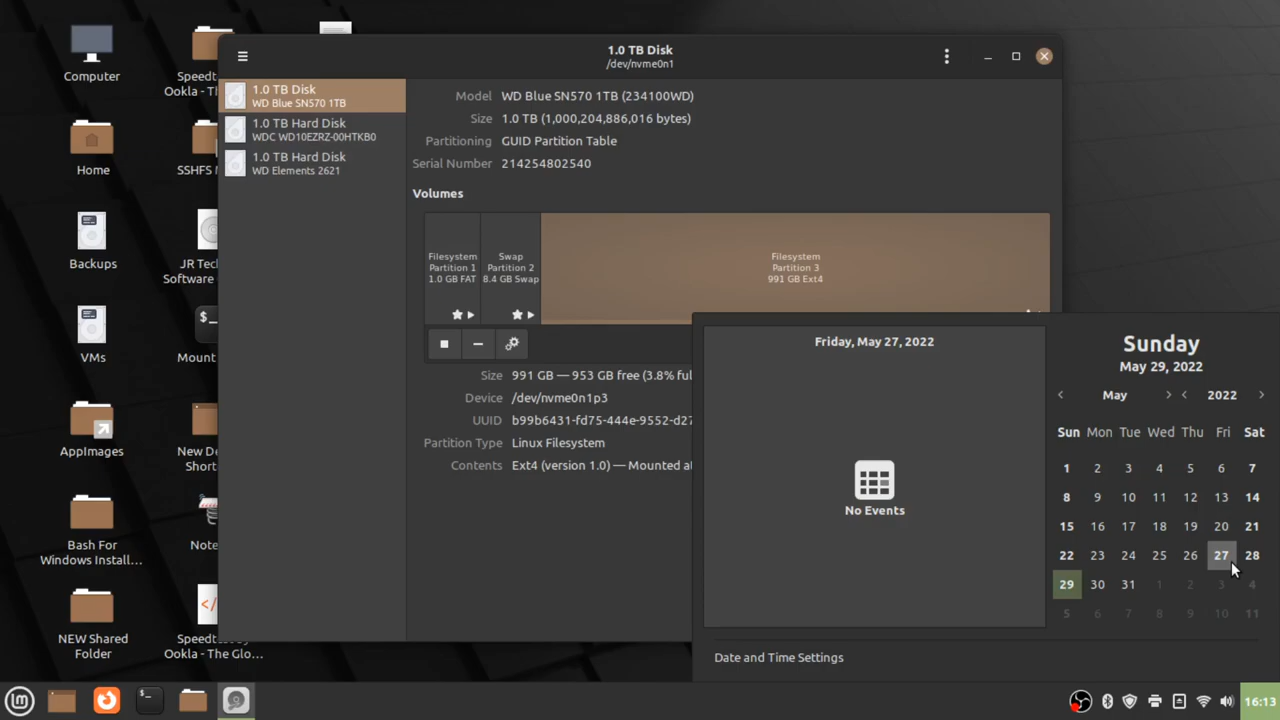 Computer
Speedt
Ookla - Th
Home
SSHFS M
Backups
JR Tec
Software
VMs
Mount
AppImages
New De
Short
Bash For
Windows Install...
Note
NEW Shared
Folder
Speedtest by
Ookla - The Glo...
1.0 TB Disk
/dev/nvme0n1
1.0 TB Disk
WD Blue SN570 1TB
1.0 TB Hard Disk
WDC WD10EZRZ-00HTKB0
1.0 TB Hard Disk
WD Elements 2621
Model WD Blue SN570 1TB (234100WD)
Size 1.0 TB (1,000,204,886,016 bytes)
Partitioning GUID Partition Table
Serial Number 214254802540
Volumes
Filesystem
Partition 1
1.0 GB FAT
Swap
Partition 2
8.4 GB Swap
Filesystem
Partition 3
991 GB Ext4
Size 991 GB — 953 GB free (3.8% ful
Device /dev/nvme0n1p3
UUID b99b6431-fd75-444e-9552-d27
Partition Type Linux Filesystem
Contents Ext4 (version 1.0) — Mounted at
Friday, May 27, 2022
No Events
Sunday
May 29, 2022
< May > < 2022 >
Sun Mon Tue Wed Thu Fri Sat
1 2 3 4 5 6 7
8 9 10 11 12 13 14
15 16 17 18 19 20 21
22 23 24 25 26 27 28
29 30 31 1 2 3 4
5 6 7 8 9 10 11
Date and Time Settings
16:13